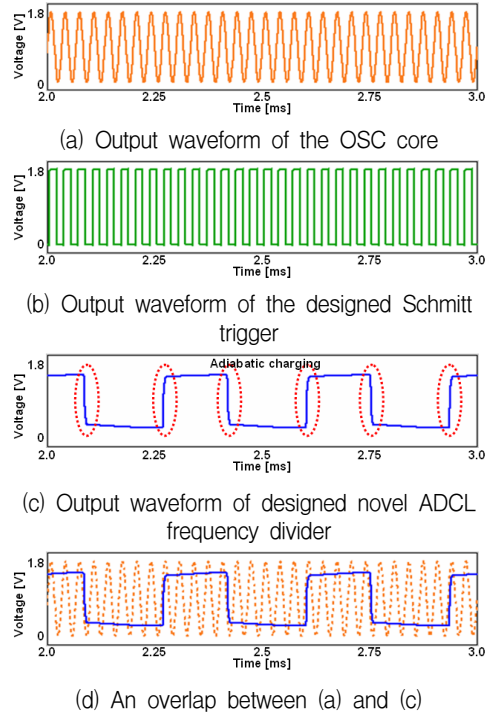 Voltage [V]
1.8
0
2.0 2.25 2.5 2.75 3.0
Time [ms]
(a) Output waveform of the OSC core
Voltage [V]
1.8
0
2.0 2.25 2.5 2.75 3.0
Time [ms]
(b) Output waveform of the designed Schmitt
trigger
Voltage [V]
1.8
0
Adiabatic charging
2.0 2.25 2.5 2.75 3.0
Time [ms]
(c) Output waveform of designed novel ADCL
frequency divider
Voltage [V]
1.8
0
2.0 2.25 2.5 2.75 3.0
Time [ms]
(d) An overlap between (a) and (c)